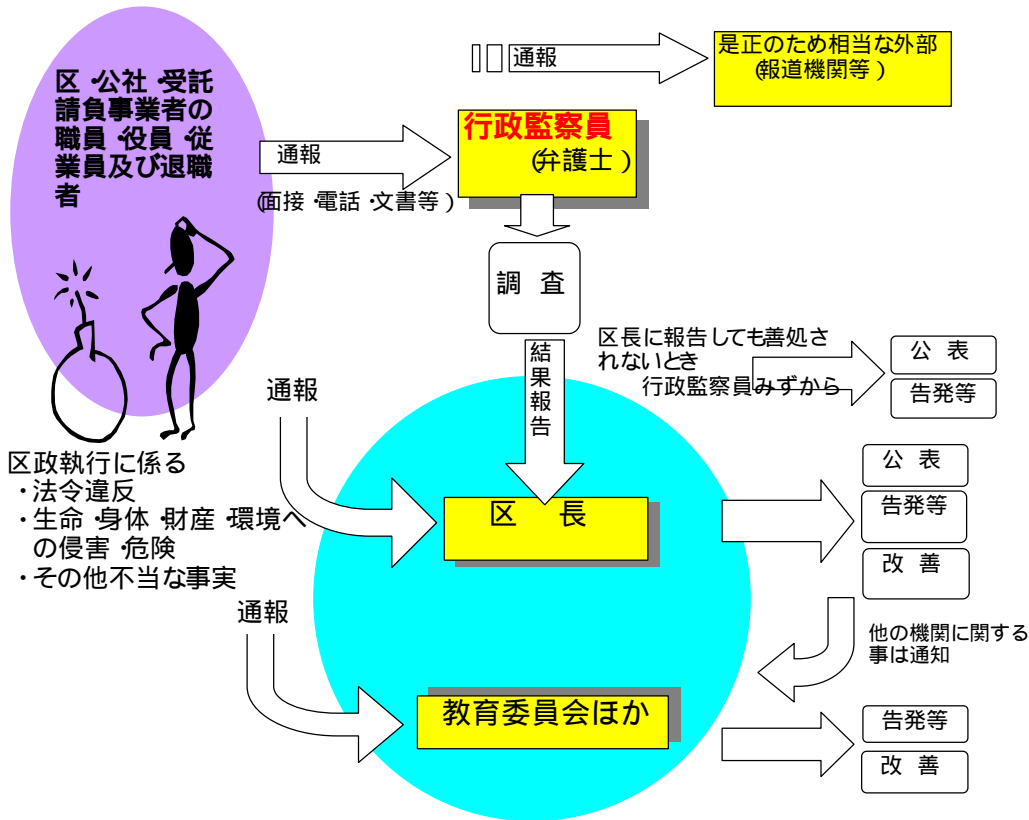 区・公社・受託
請負事業者の
職員・役員・従
業員及び退職
者
通報
是正のため相当な外部
(報道機関等)
通報
(面接・電話・文書等)
行政監察員
(弁護士)
調 査
結果報告
区長に報告しても善処さ
れないとき
行政監察員みずから
公 表
告発等
区政執行に係る
・法令違反
・生命・身体・財産・環境へ
の侵害・危険
・その他不当な事実
通報
区 長
公 表
告発等
改 善
他の機関に関する
事は通知
通報
教育委員会ほか
告発等
改 善